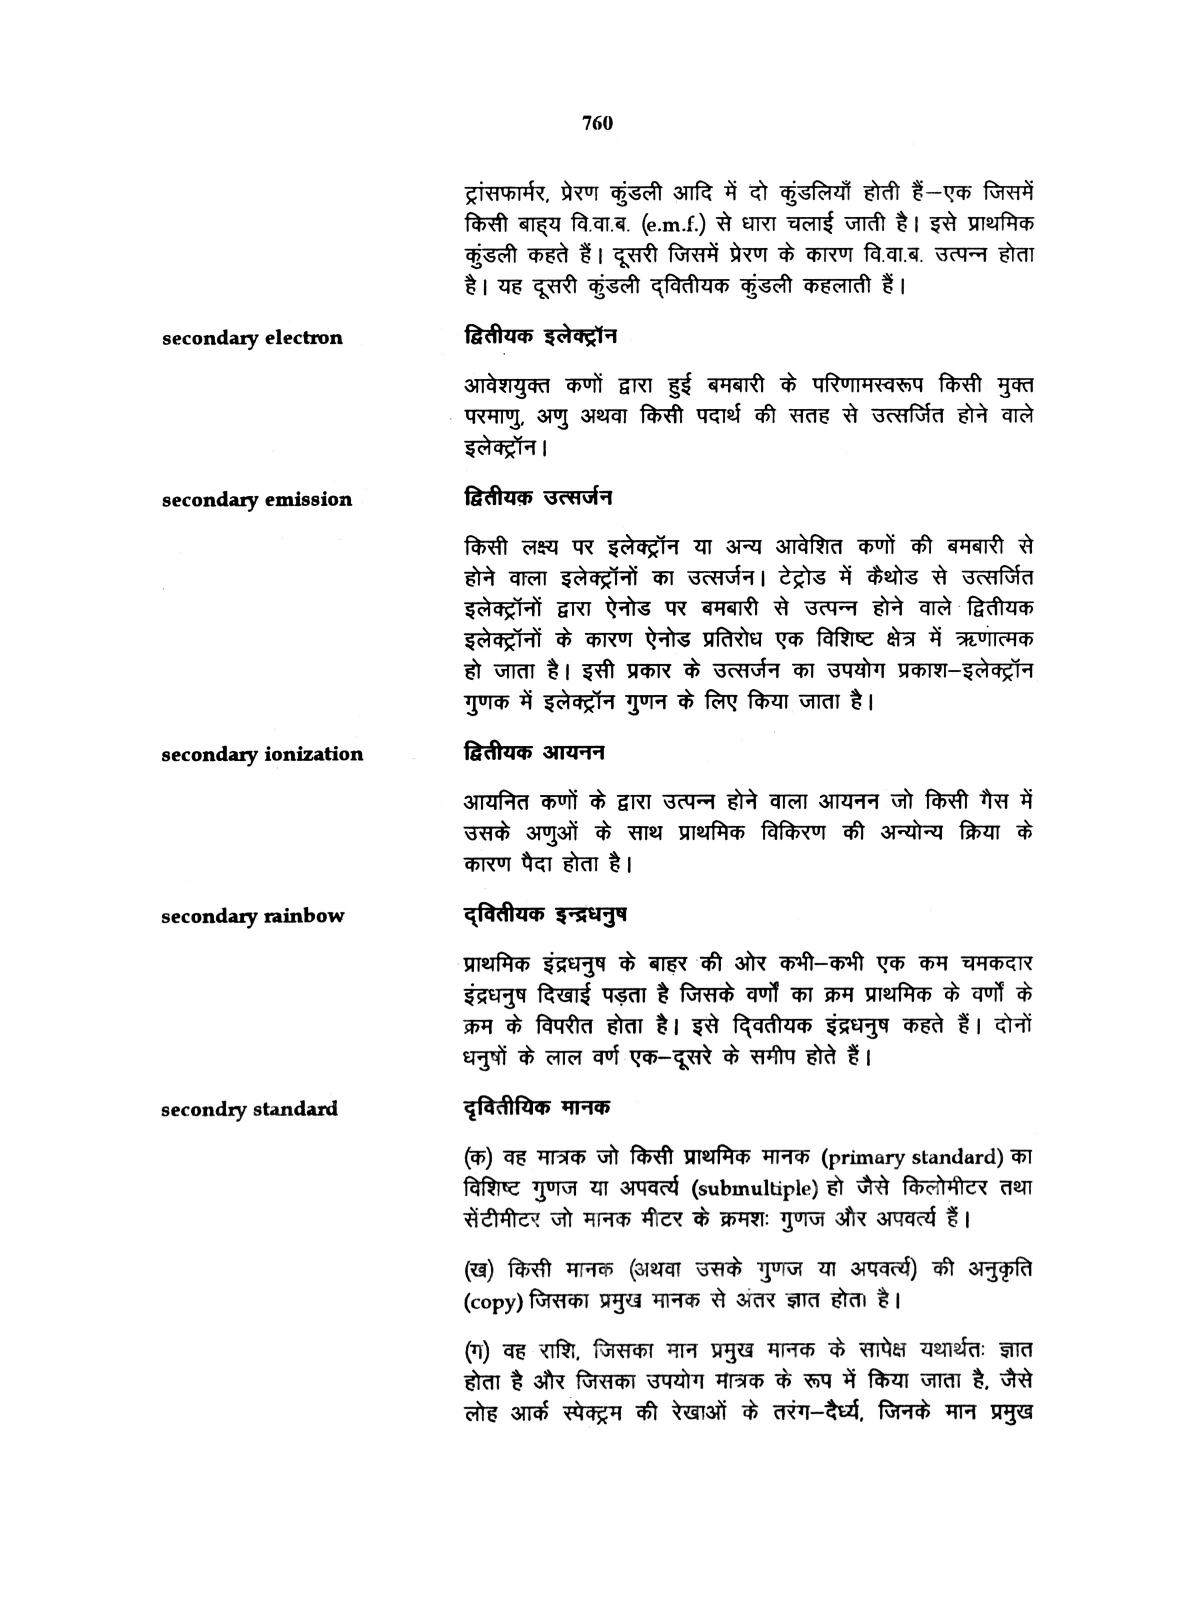 760
ट्रांसफार्मर, प्रेरण कुंडली आदि में दो कुंडलियाँ होती हैं–एक जिसमें
किसी बाह्य वि.वा.ब. (e.m.f.) से धारा चलाई जाती है। इसे प्राथमिक
कुंडली कहते हैं। दूसरी जिसमें प्रेरण के कारण वि.वा.ब. उत्पन्न होता
है। यह दूसरी कुंडली द्वितीयक कुंडली कहलाती हैं।
secondary electron द्वितीयक इलेक्ट्रॉन
आवेशयुक्त कणों द्वारा हुई बमबारी के परिणामस्वरूप किसी मुक्त
परमाणु, अणु अथवा किसी पदार्थ की सतह से उत्सर्जित होने वाले
इलेक्ट्रॉन।
secondary emission द्वितीयक उत्सर्जन
किसी लक्ष्य पर इलेक्ट्रॉन या अन्य आवेशित कणों की बमबारी से
होने वाला इलेक्ट्रॉनों का उत्सर्जन। टेट्रोड में कैथोड से उत्सर्जित
इलेक्ट्रॉनों द्वारा ऐनोड पर बमबारी से उत्पन्न होने वाले द्वितीयक
इलेक्ट्रॉनों के कारण ऐनोड प्रतिरोध एक विशिष्ट क्षेत्र में ऋणात्मक
हो जाता है। इसी प्रकार के उत्सर्जन का उपयोग प्रकाश–इलेक्ट्रॉन
गुणक में इलेक्ट्रॉन गुणन के लिए किया जाता है।
secondary ionization द्वितीयक आयनन
आयनित कणों के द्वारा उत्पन्न होने वाला आयनन जो किसी गैस में
उसके अणुओं के साथ प्राथमिक विकिरण की अन्योन्य क्रिया के
कारण पैदा होता है।
secondary rainbow द्‌वितीयक इन्द्रधनुष
प्राथमिक इंद्रधनुष के बाहर की ओर कभी–कभी एक कम चमकदार
इंद्रधनुष दिखाई पड़ता है जिसके वर्णों का क्रम प्राथमिक के वर्णों के
क्रम के विपरीत होता है। इसे द्वितीयक इंद्रधनुष कहते हैं। दोनों
धनुषों के लाल वर्ण एक–दूसरे के समीप होते हैं।
secondry standard दृवितीयिक मानक
(क) वह मात्रक जो किसी प्राथमिक मानक (primary standard) का
विशिष्ट गुणज या अपवर्त्य (submultiple) हो जैसे किलोमीटर तथा
सेंटीमीटर जो मानक मीटर के क्रमशः गुणज और अपवर्त्य हैं।
(ख) किसी मानक (अथवा उसके गुणज या अपवर्त्य) की अनुकृति
(copy) जिसका प्रमुख मानक से अंतर ज्ञात होता है।
(ग) वह राशि, जिसका मान प्रमुख मानक के सापेक्ष यथार्थतः ज्ञात
होता है और जिसका उपयोग मात्रक के रूप में किया जाता है, जैसे
लोह आर्क स्पेक्ट्रम की रेखाओं के तरंग–दैर्ध्य, जिनके मान प्रमुख